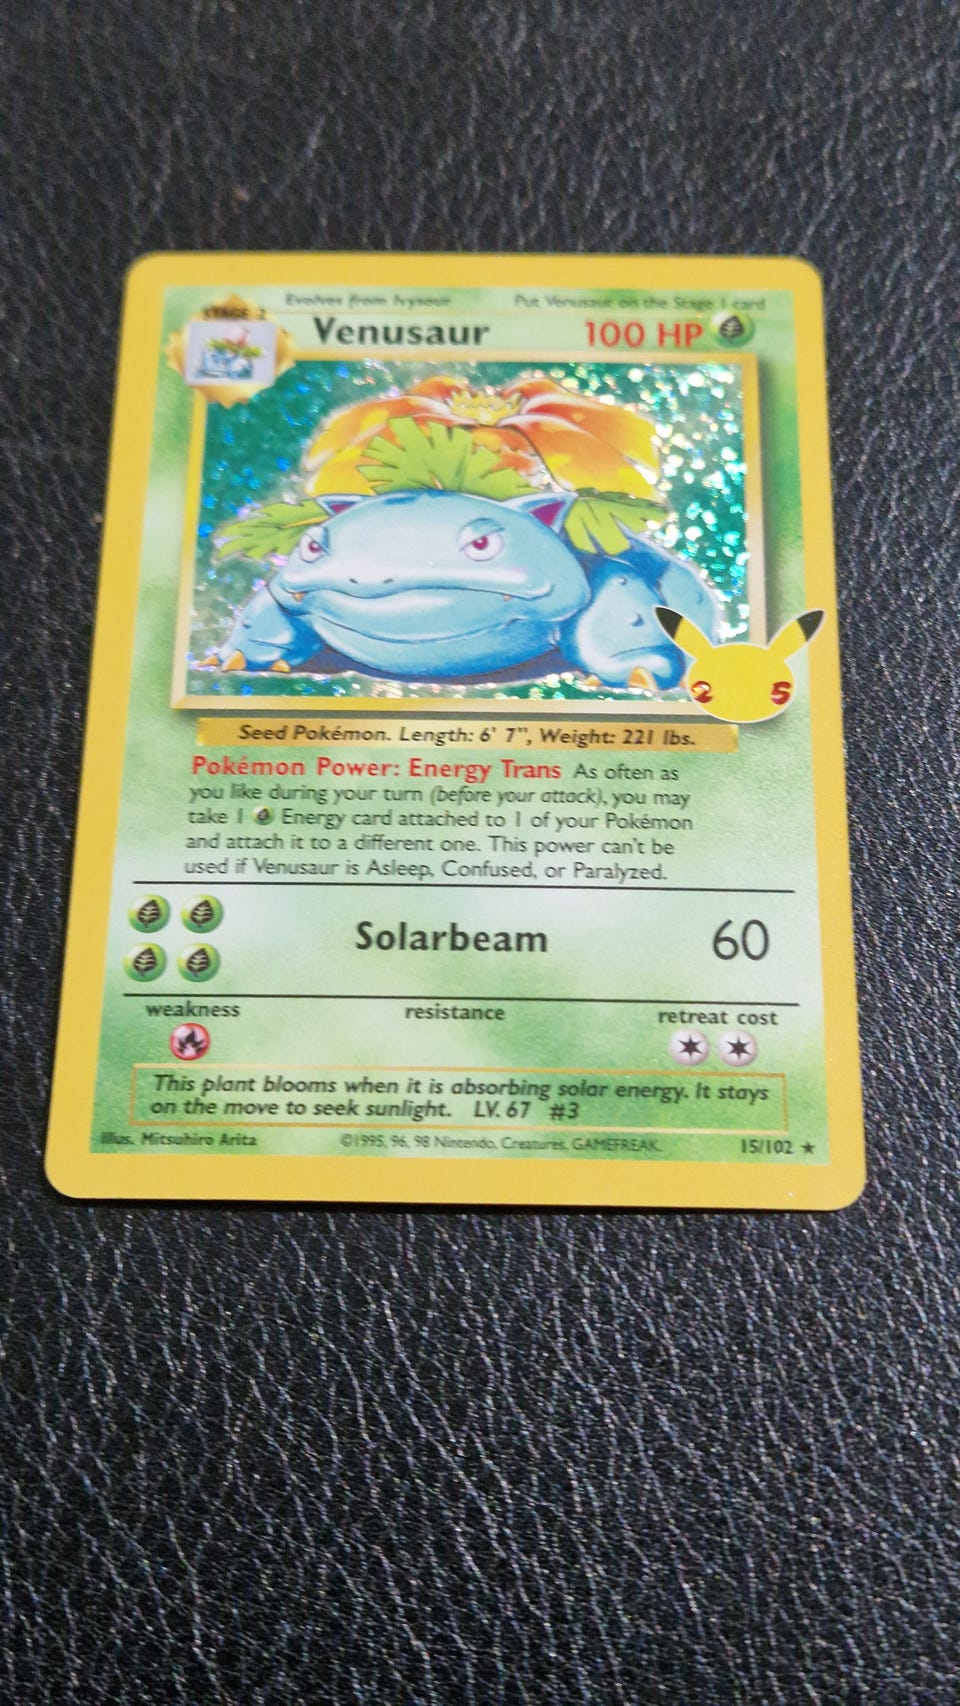 Evolves from Ivysaur Put Venusaur on the Stage 1 card
STAGE 2
Venusaur 100 HP
25
Seed Pokémon. Length: 6' 7", Weight: 221 lbs.
Pokémon Power: Energy Trans As often as
you like during your turn (before your attack), you may
take 1 Energy card attached to 1 of your Pokémon
and attach it to a different one. This power can't be
used if Venusaur is Asleep, Confused, or Paralyzed.
Solarbeam 60
weakness resistance retreat cost
This plant blooms when it is absorbing solar energy. It stays
on the move to seek sunlight. LV. 67 #3
Illus. Mitsuhiro Arita ©1995, 96, 98 Nintendo, Creatures, GAMEFREAK. 15/102 ★